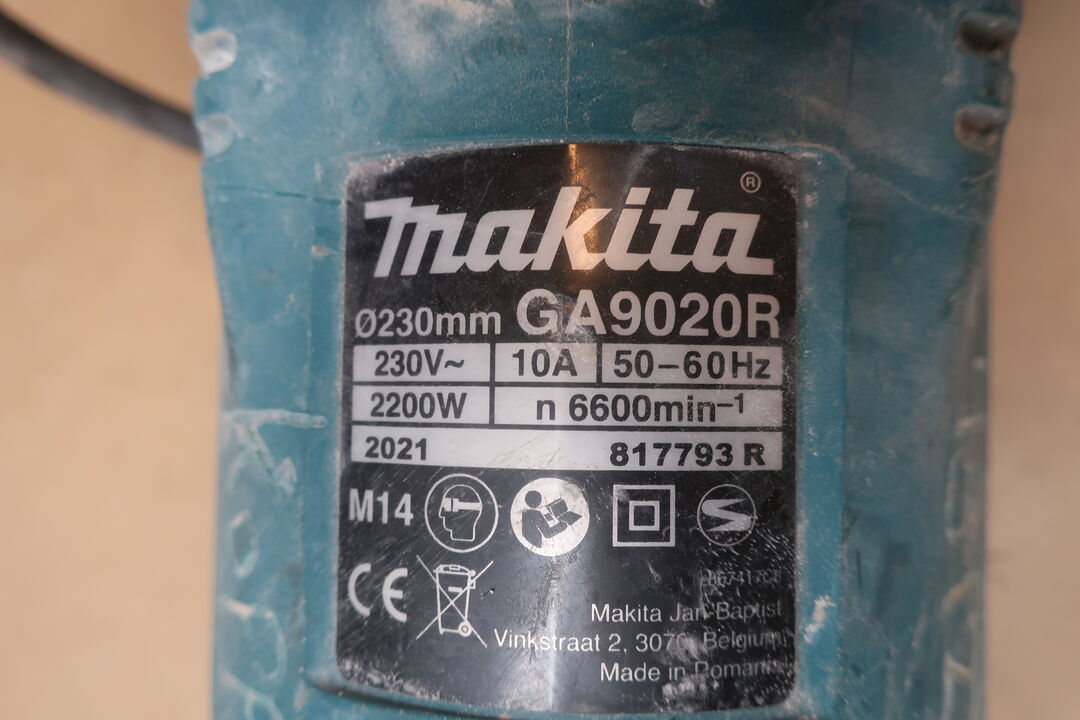 makita®
Ø230mm GA9020R
230V~ 10A 50–60Hz
2200W n 6600min⁻¹
2021 817793 R
M14
CE
Makita Jan-Baptist
Vinkstraat 2, 3070, Belgium
Made in Romania